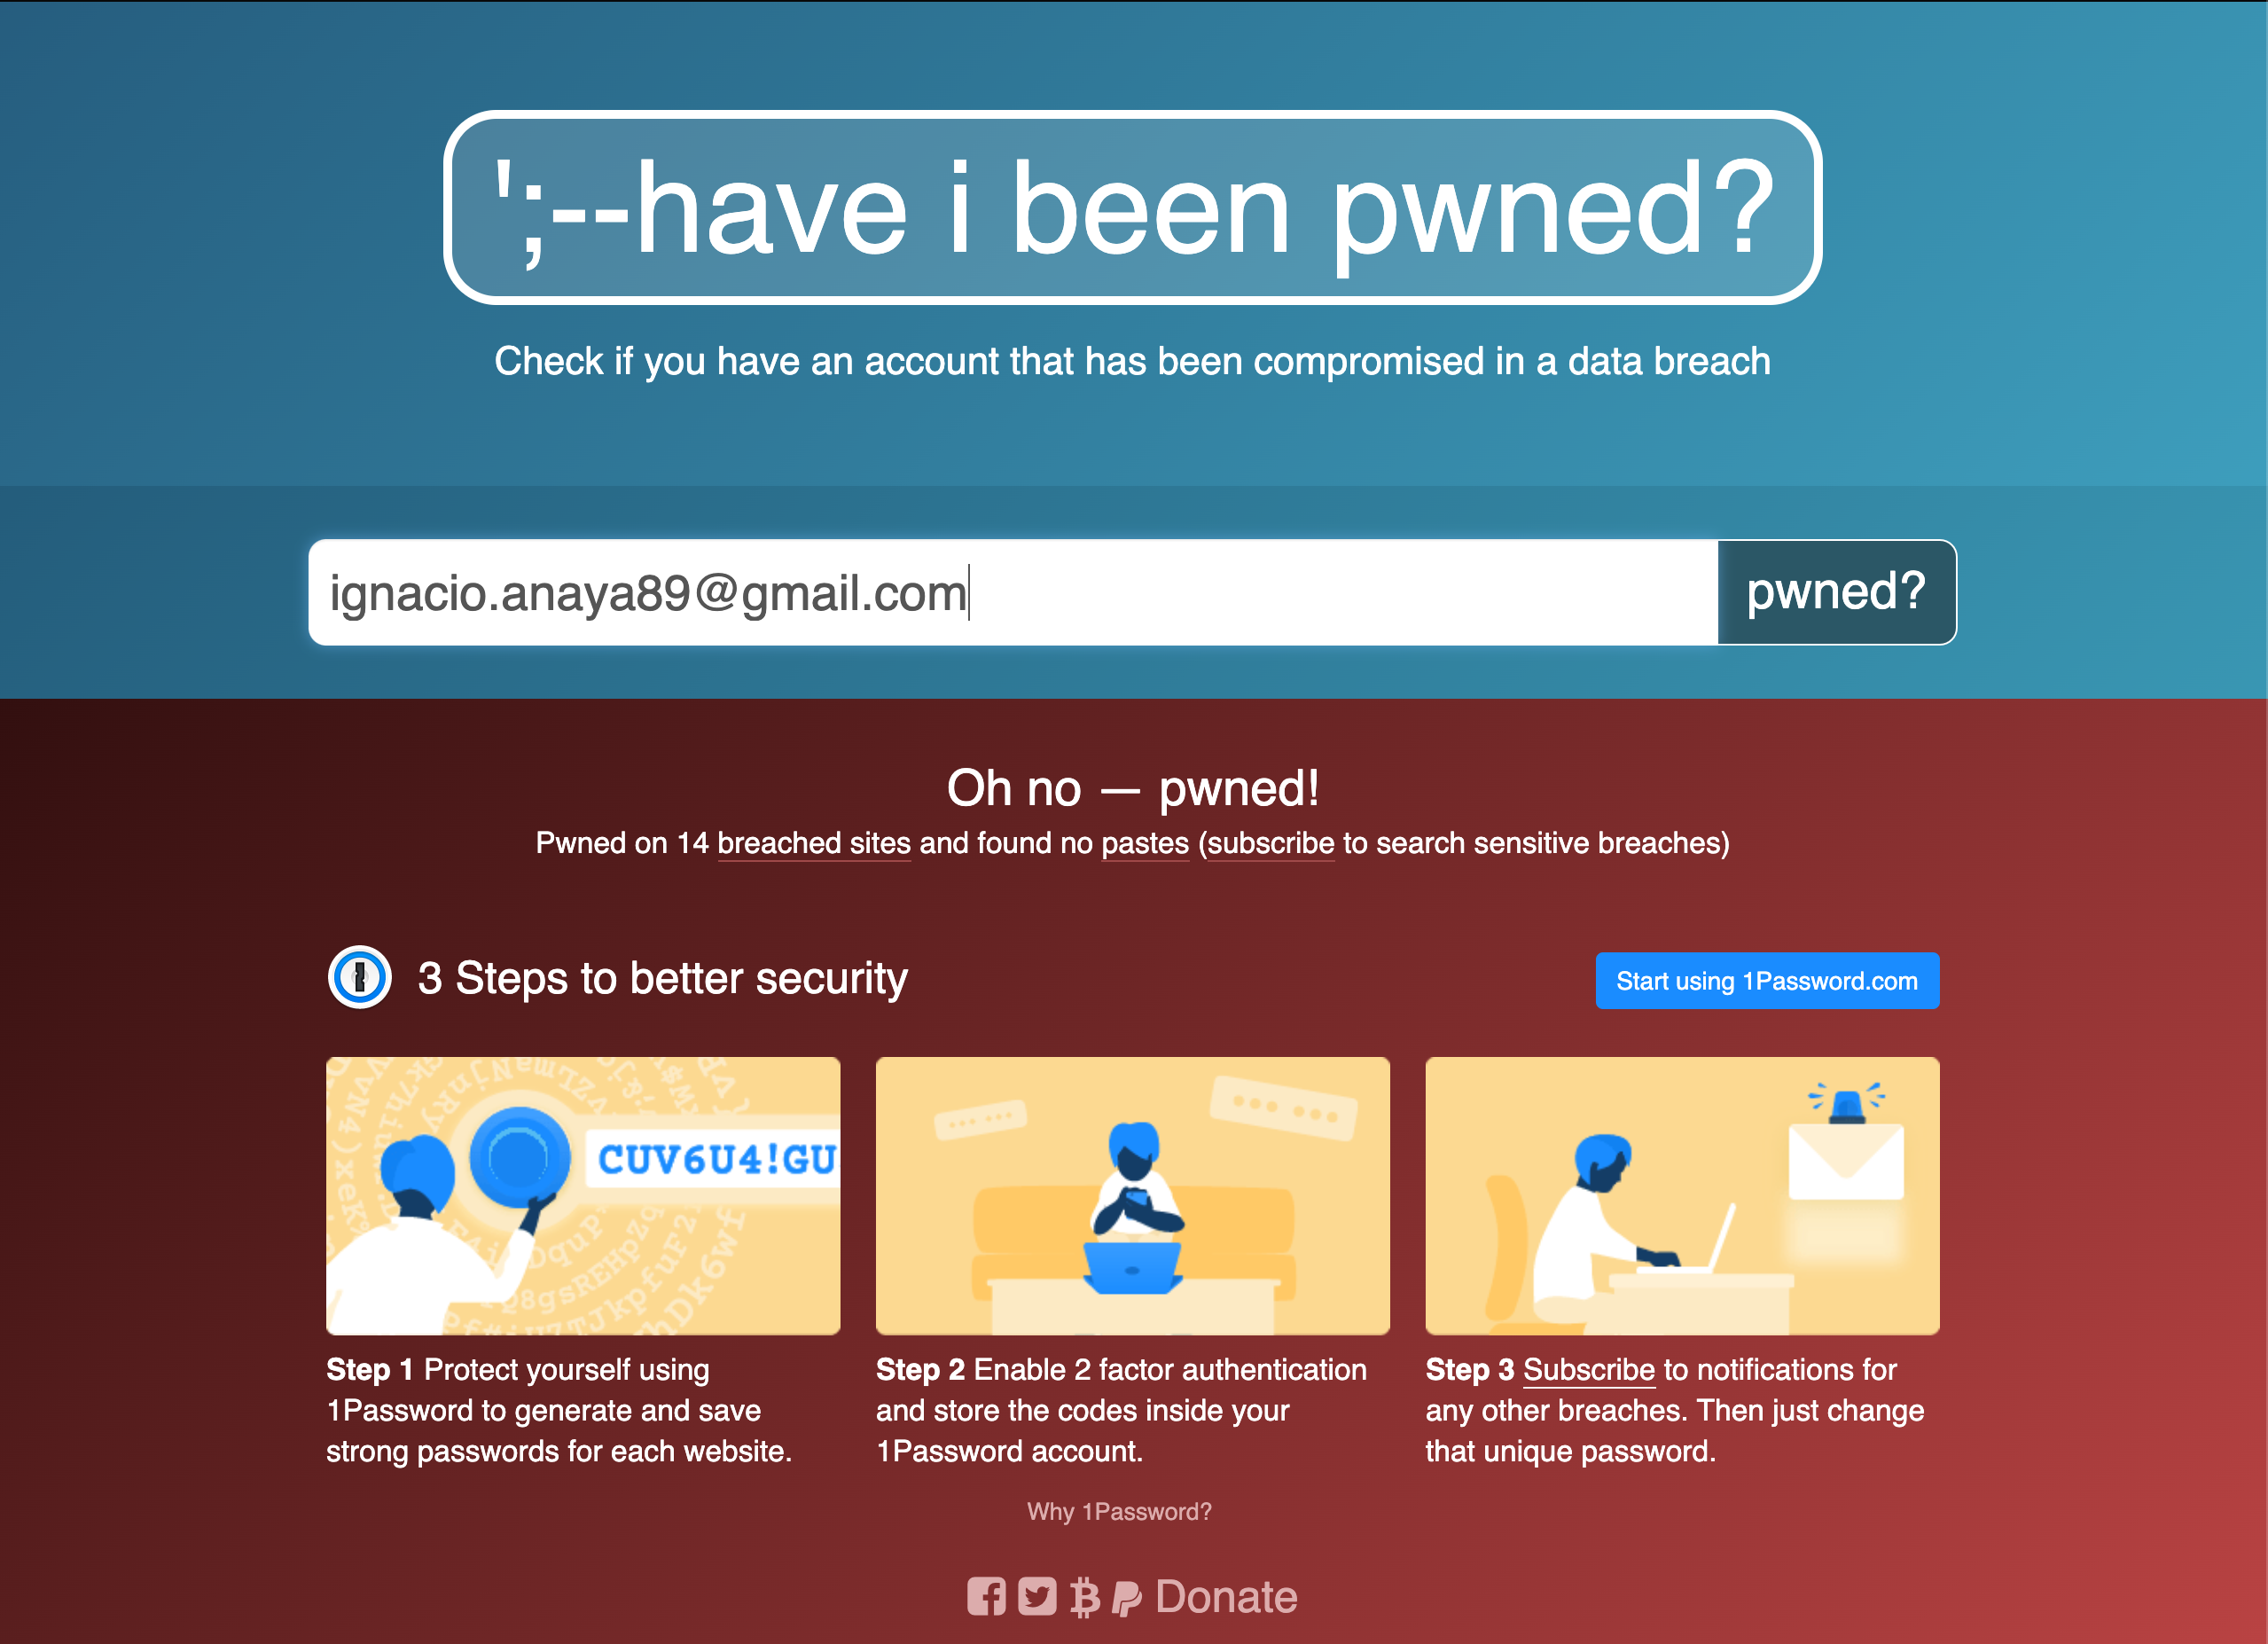 ';--have i been pwned?
Check if you have an account that has been compromised in a data breach
ignacio.anaya89@gmail.com
pwned?
Oh no — pwned!
Pwned on 14 breached sites and found no pastes (subscribe to search sensitive breaches)
3 Steps to better security
Start using 1Password.com
CUV6U4!GU
Step 1 Protect yourself using
1Password to generate and save
strong passwords for each website.
Step 2 Enable 2 factor authentication
and store the codes inside your
1Password account.
Step 3 Subscribe to notifications for
any other breaches. Then just change
that unique password.
Why 1Password?
Donate